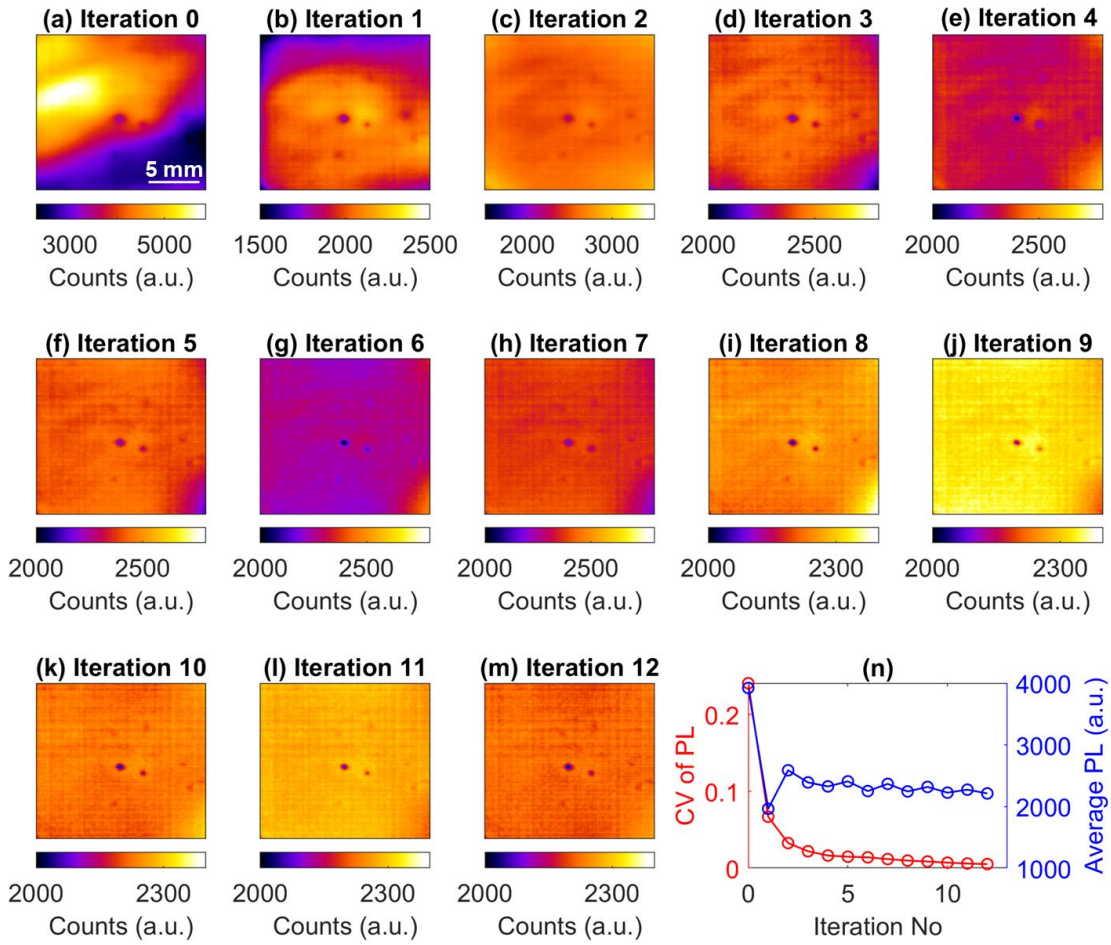 (a) Iteration 0
(b) Iteration 1
(c) Iteration 2
(d) Iteration 3
(e) Iteration 4
5 mm
3000 5000
1500 2000 2500
2000 3000
2000 2500
2000 2500
Counts (a.u.)
Counts (a.u.)
Counts (a.u.)
Counts (a.u.)
Counts (a.u.)
(f) Iteration 5
(g) Iteration 6
(h) Iteration 7
(i) Iteration 8
(j) Iteration 9
2000 2500
2000 2500
2000 2500
2000 2300
2000 2300
Counts (a.u.)
Counts (a.u.)
Counts (a.u.)
Counts (a.u.)
Counts (a.u.)
(k) Iteration 10
(l) Iteration 11
(m) Iteration 12
(n)
2000 2300
2000 2300
2000 2300
Counts (a.u.)
Counts (a.u.)
Counts (a.u.)
CV of PL
0.2
0.1
0
0 5 10
Iteration No
4000
3000
2000
1000
Average PL (a.u.)